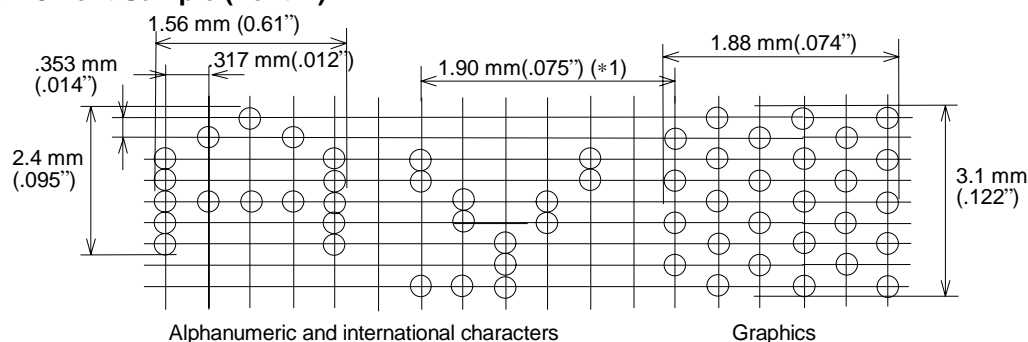 Sample
1.56 mm (0.61”)
.353 mm
(.014”)
.317 mm(.012”)
1.90 mm(.075”) (*1)
1.88 mm(.074”)
2.4 mm
(.095”)
3.1 mm
(.122”)
Alphanumeric and international characters
Graphics